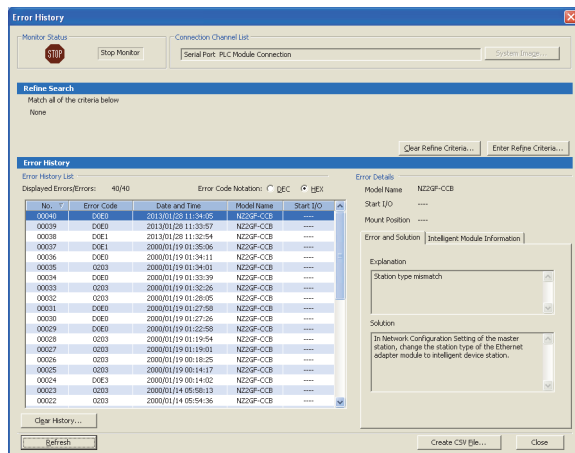 Error History
Monitor Status
STOP
Stop Monitor
Connection Channel List
Serial Port PLC Module Connection
System Image...
Refine Search
Match all of the criteria below
None
Clear Refine Criteria...
Enter Refine Criteria...
Error History
Error History List
Displayed Errors/Errors: 40/40
Error Code Notation: DEC HEX
No. Error Code Date and Time Model Name Start I/O
00040 D0E0 2013/01/28 11:34:05 NZ2GF-CCB ----
00039 D0E0 2013/01/28 11:33:57 NZ2GF-CCB ----
00038 D0E1 2013/01/28 11:32:54 NZ2GF-CCB ----
00037 D0E1 2000/01/19 01:35:06 NZ2GF-CCB ----
00036 D0E0 2000/01/19 01:34:11 NZ2GF-CCB ----
00035 0203 2000/01/19 01:34:01 NZ2GF-CCB ----
00034 D0E0 2000/01/19 01:33:39 NZ2GF-CCB ----
00033 0203 2000/01/19 01:32:26 NZ2GF-CCB ----
00032 0203 2000/01/19 01:28:05 NZ2GF-CCB ----
00031 D0E0 2000/01/19 01:27:58 NZ2GF-CCB ----
00030 D0E0 2000/01/19 01:27:26 NZ2GF-CCB ----
00029 D0E0 2000/01/19 01:22:58 NZ2GF-CCB ----
00028 0203 2000/01/19 01:19:54 NZ2GF-CCB ----
00027 0203 2000/01/19 01:19:01 NZ2GF-CCB ----
00026 0203 2000/01/19 00:18:25 NZ2GF-CCB ----
00025 0203 2000/01/19 00:14:17 NZ2GF-CCB ----
00024 D0E3 2000/01/19 00:14:02 NZ2GF-CCB ----
00023 0203 2000/01/14 05:58:13 NZ2GF-CCB ----
00022 0203 2000/01/14 05:54:36 NZ2GF-CCB ----
Clear History...
Refresh
Error Details
Model Name NZ2GF-CCB
Start I/O ----
Mount Position ----
Error and Solution
Intelligent Module Information
Explanation
Station type mismatch
Solution
In Network Configuration Setting of the master
station, change the station type of the Ethernet
adapter module to intelligent device station.
Create CSV File...
Close